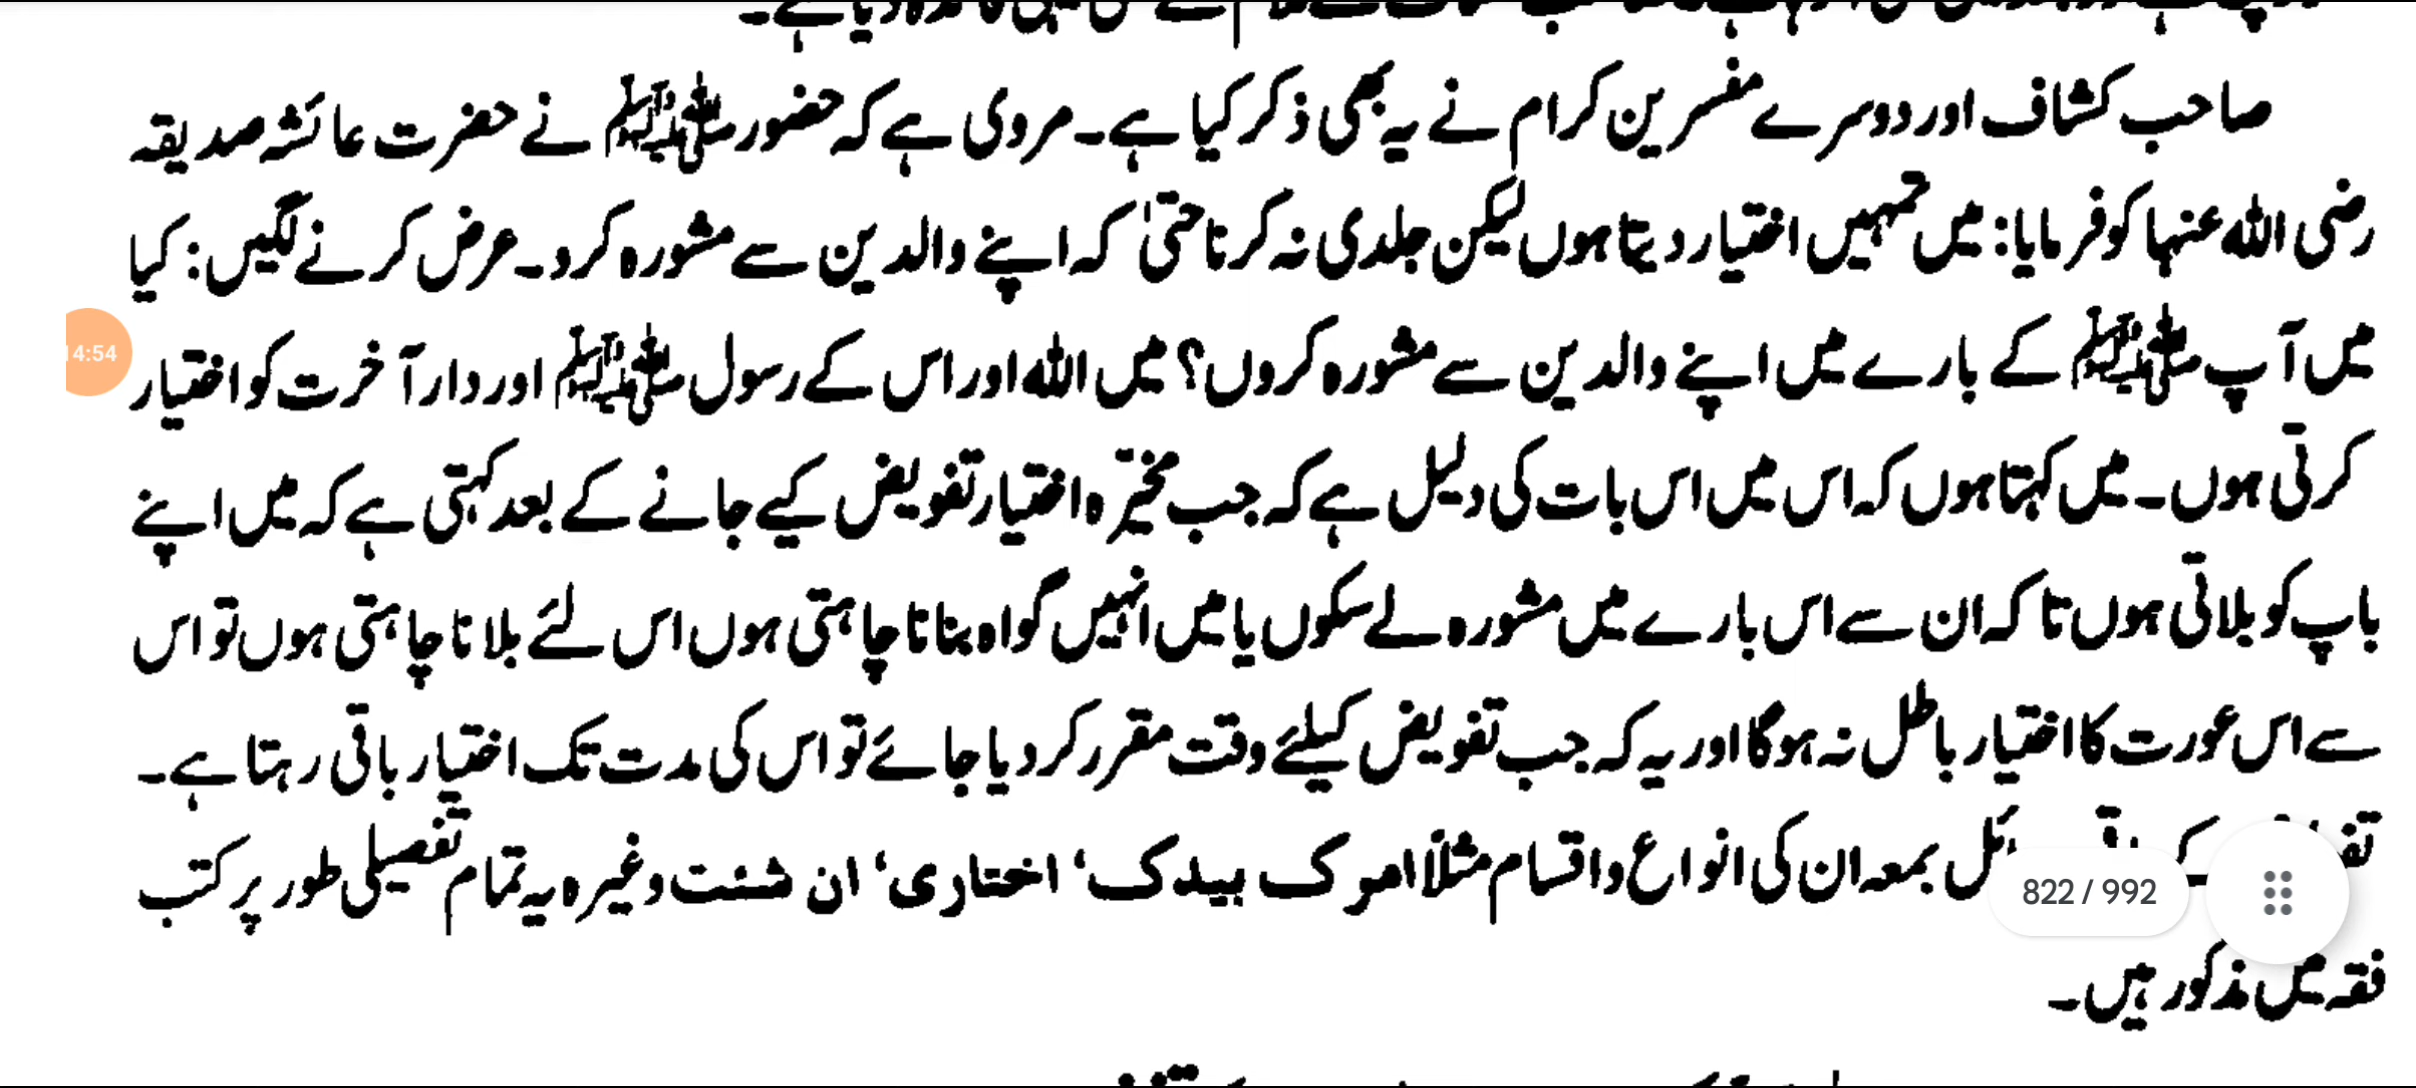 صاحب کشاف اور دوسرے مفسرین کرام نے یہ بھی ذکر کیا ہے۔ مروی ہے کہ حضور ﷺ نے حضرت عائشہ صدیقہ
رضی اللہ عنہا کو فرمایا: میں تمہیں اختیار دیتا ہوں لیکن جلدی نہ کرنا حتیٰ کہ اپنے والدین سے مشورہ کرو۔ عرض کرنے لگیں: کیا
میں آپ ﷺ کے بارے میں اپنے والدین سے مشورہ کروں؟ میں اللہ اور اس کے رسول ﷺ اور دار آخرت کو اختیار
14:54
کرتی ہوں۔ میں کہتا ہوں کہ اس میں اس بات کی دلیل ہے کہ جب مخیّرہ اختیار تفویض کیے جانے کے بعد کہتی ہے کہ میں اپنے
باپ کو بلاتی ہوں تا کہ ان سے اس بارے میں مشورہ لے سکوں یا میں انہیں گواہ بنانا چاہتی ہوں اس لئے بلانا چاہتی ہوں تو اس
سے اس عورت کا اختیار باطل نہ ہوگا اور یہ کہ جب تفویض کیلئے وقت مقرر کر دیا جائے تو اس کی مدت تک اختیار باقی رہتا ہے۔
بمعہ ان کی انواع واقسام مثلاً امرک بیدک‘ اختاری‘ ان شئت وغیرہ یہ تمام تفصیلی طور پر کتب
822 / 992
فقہ میں مذکور ہیں۔